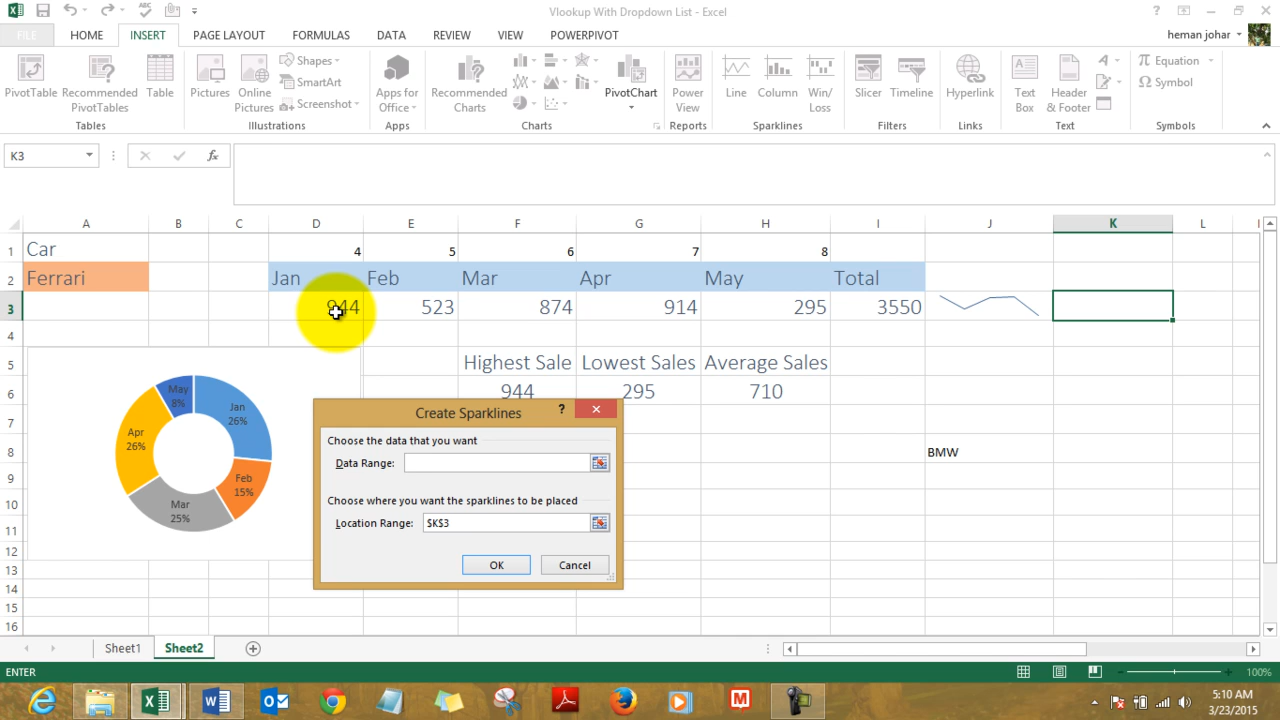 Vlookup With Dropdown List - Excel
FILE HOME INSERT PAGE LAYOUT FORMULAS DATA REVIEW VIEW POWERPIVOT heman johar
PivotTable Recommended PivotTables Table
Pictures Online Pictures Shapes SmartArt Screenshot
Apps for Office
Recommended Charts PivotChart
Power View
Line Column Win/Loss
Slicer Timeline
Hyperlink
Text Box Header & Footer
Equation Symbol
Tables Illustrations Apps Charts Reports Sparklines Filters Links Text Symbols
K3 fx
A B C D E F G H I J K L
1 Car 4 5 6 7 8
2 Ferrari Jan Feb Mar Apr May Total
3 944 523 874 914 295 3550
4
5 Highest Sale Lowest Sales Average Sales
6 944 295 710
7
8 BMW
9
10
11
12
13
14
15
16
May 8%
Jan 26%
Apr 26%
Feb 15%
Mar 25%
Create Sparklines ?
Choose the data that you want
Data Range:
Choose where you want the sparklines to be placed
Location Range: $K$3
OK Cancel
Sheet1 Sheet2
ENTER 100%
5:10 AM
3/23/2015